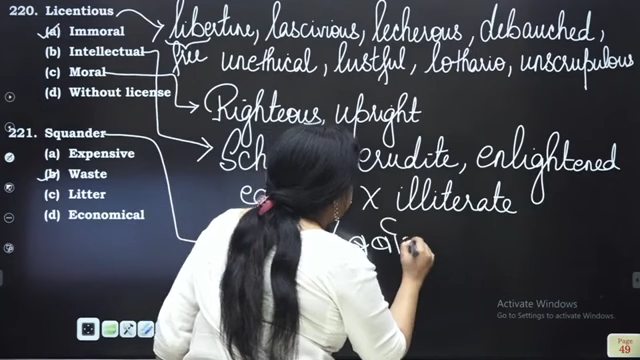 220. Licentious
(a) Immoral
(b) Intellectual
(c) Moral
(d) Without license
221. Squander
(a) Expensive
(b) Waste
(c) Litter
(d) Economical
libertine, lascivious, lecherous, debauched,
free unethical, lustful, lothario, unscrupulous
Righteous, upright
erudite, enlightened
X illiterate
Activate Windows
Go to Settings to activate Windows.
Page
49